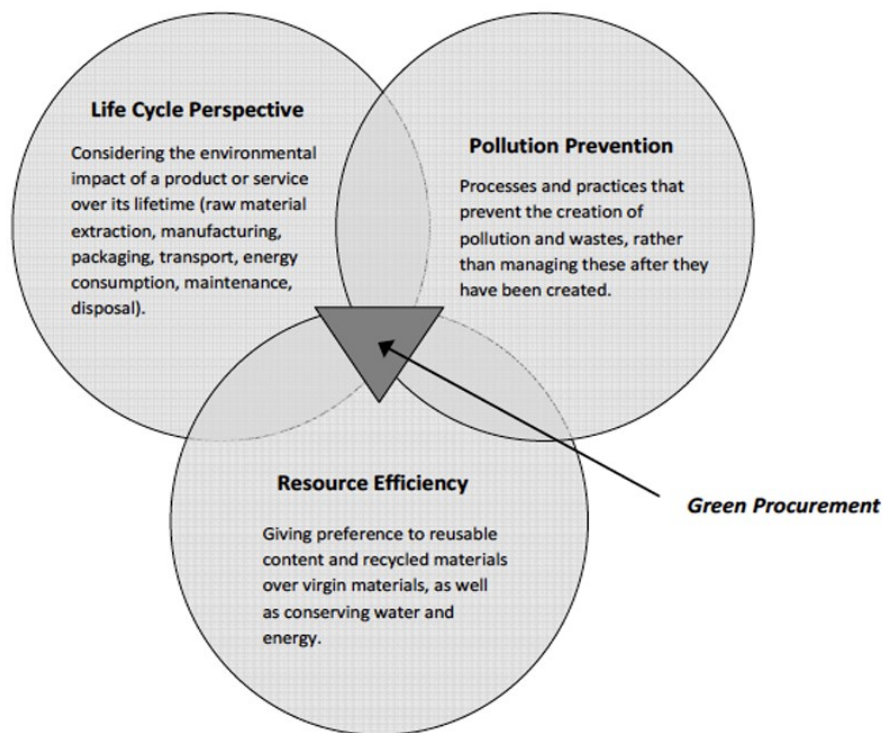 Life Cycle Perspective
Considering the environmental
impact of a product or service
over its lifetime (raw material
extraction, manufacturing,
packaging, transport, energy
consumption, maintenance,
disposal).
Pollution Prevention
Processes and practices that
prevent the creation of
pollution and wastes, rather
than managing these after they
have been created.
Resource Efficiency
Giving preference to reusable
content and recycled materials
over virgin materials, as well
as conserving water and
energy.
Green Procurement